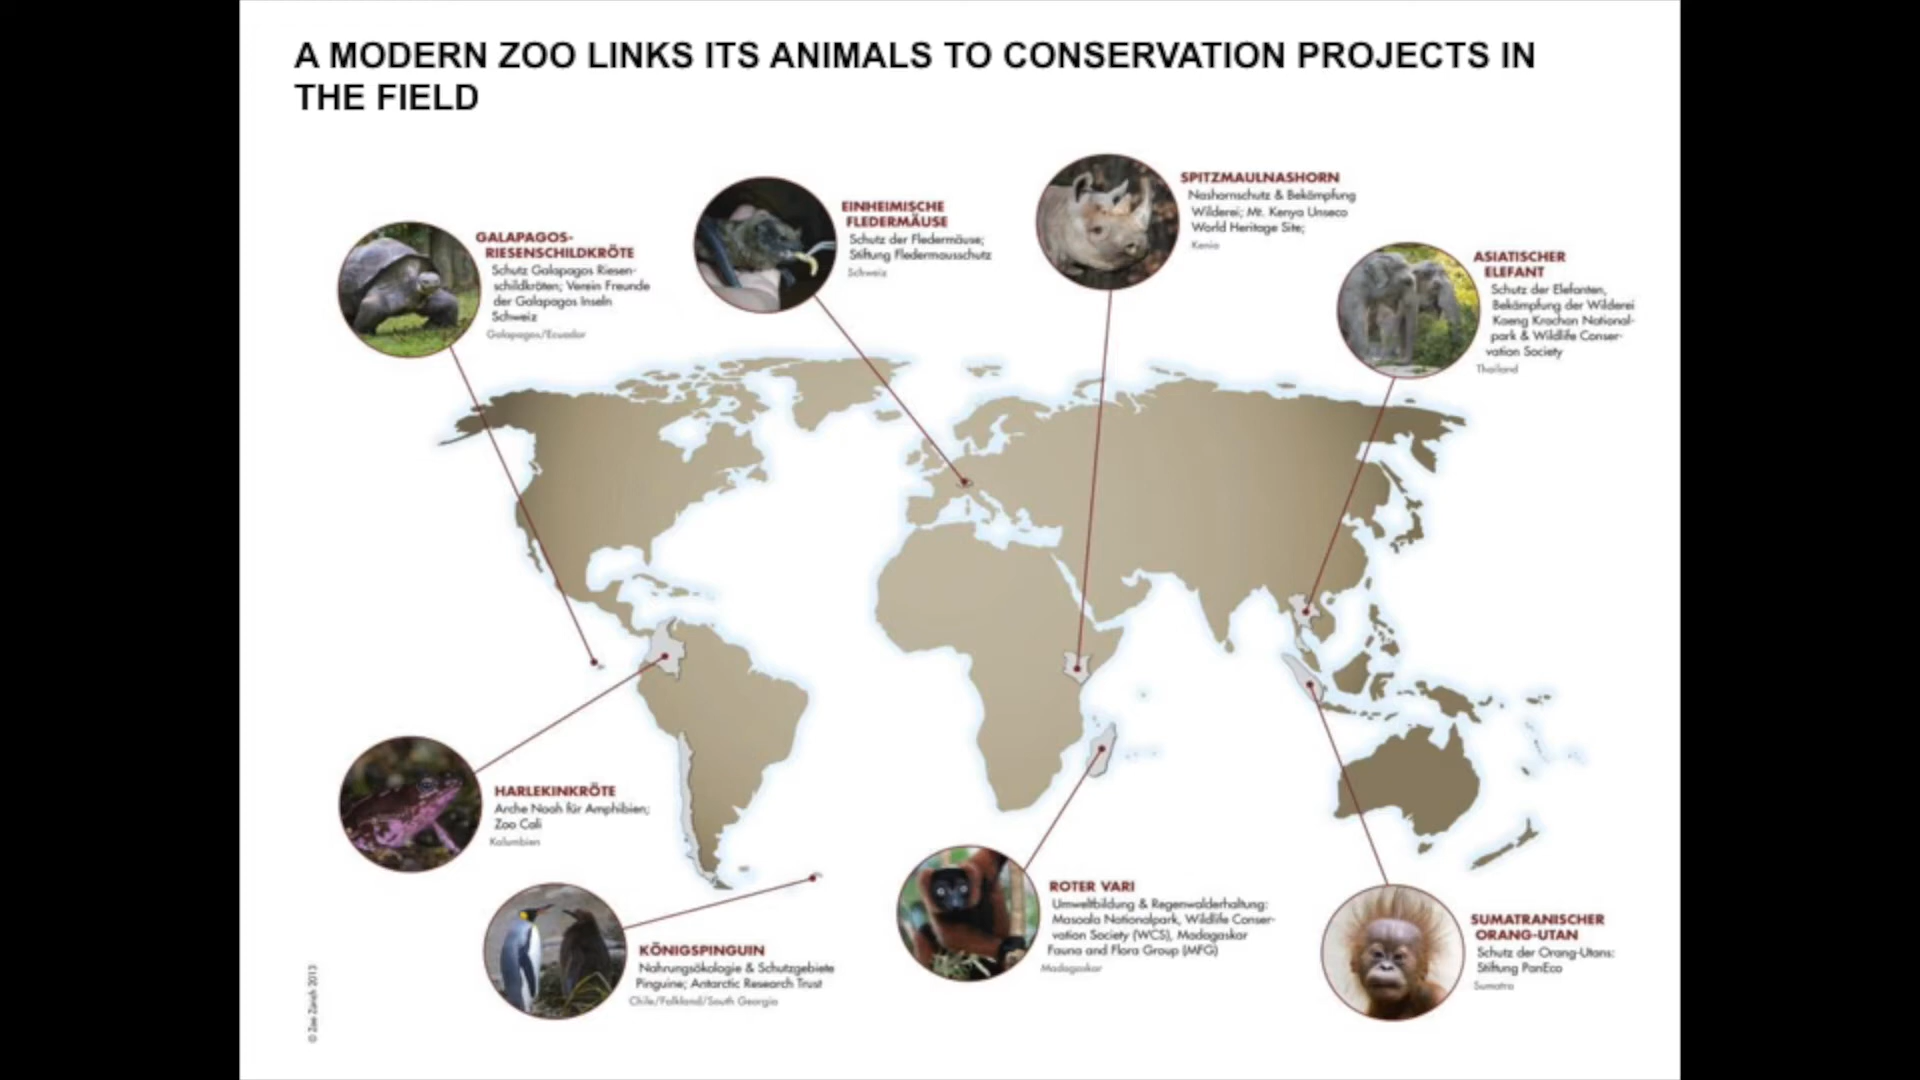 A MODERN ZOO LINKS ITS ANIMALS TO CONSERVATION PROJECTS IN
THE FIELD
GALAPAGOS-
RIESENSCHILDKRÖTE
Schutz Galapagos Riesen-
schildkröten; Verein Freunde
der Galapagos Inseln
Schweiz
Galapagos/Ecuador
EINHEIMISCHE
FLEDERMÄUSE
Schutz der Fledermäuse;
Stiftung Fledermausschutz
Schweiz
SPITZMAULNASHORN
Nashornschutz & Bekämpfung
Wilderei; Mt. Kenya Unseco
World Heritage Site;
Kenia
ASIATISCHER
ELEFANT
Schutz der Elefanten,
Bekämpfung der Wilderei
Kaeng Krachan National-
park & Wildlife Conser-
vation Society
Thailand
HARLEKINKRÖTE
Arche Noah für Amphibien;
Zoo Cali
Kolumbien
KÖNIGSPINGUIN
Nahrungsökologie & Schutzgebiete
Pinguine; Antarctic Research Trust
Chile/Falkland/South Georgia
ROTER VARI
Umweltbildung & Regenwalderhaltung:
Masoala Nationalpark, Wildlife Conser-
vation Society (WCS), Madagaskar
Fauna and Flora Group (MFG)
Madagaskar
SUMATRANISCHER
ORANG-UTAN
Schutz der Orang-Utans:
Stiftung PanEco
Sumatra
© Zoo Zürich 2013